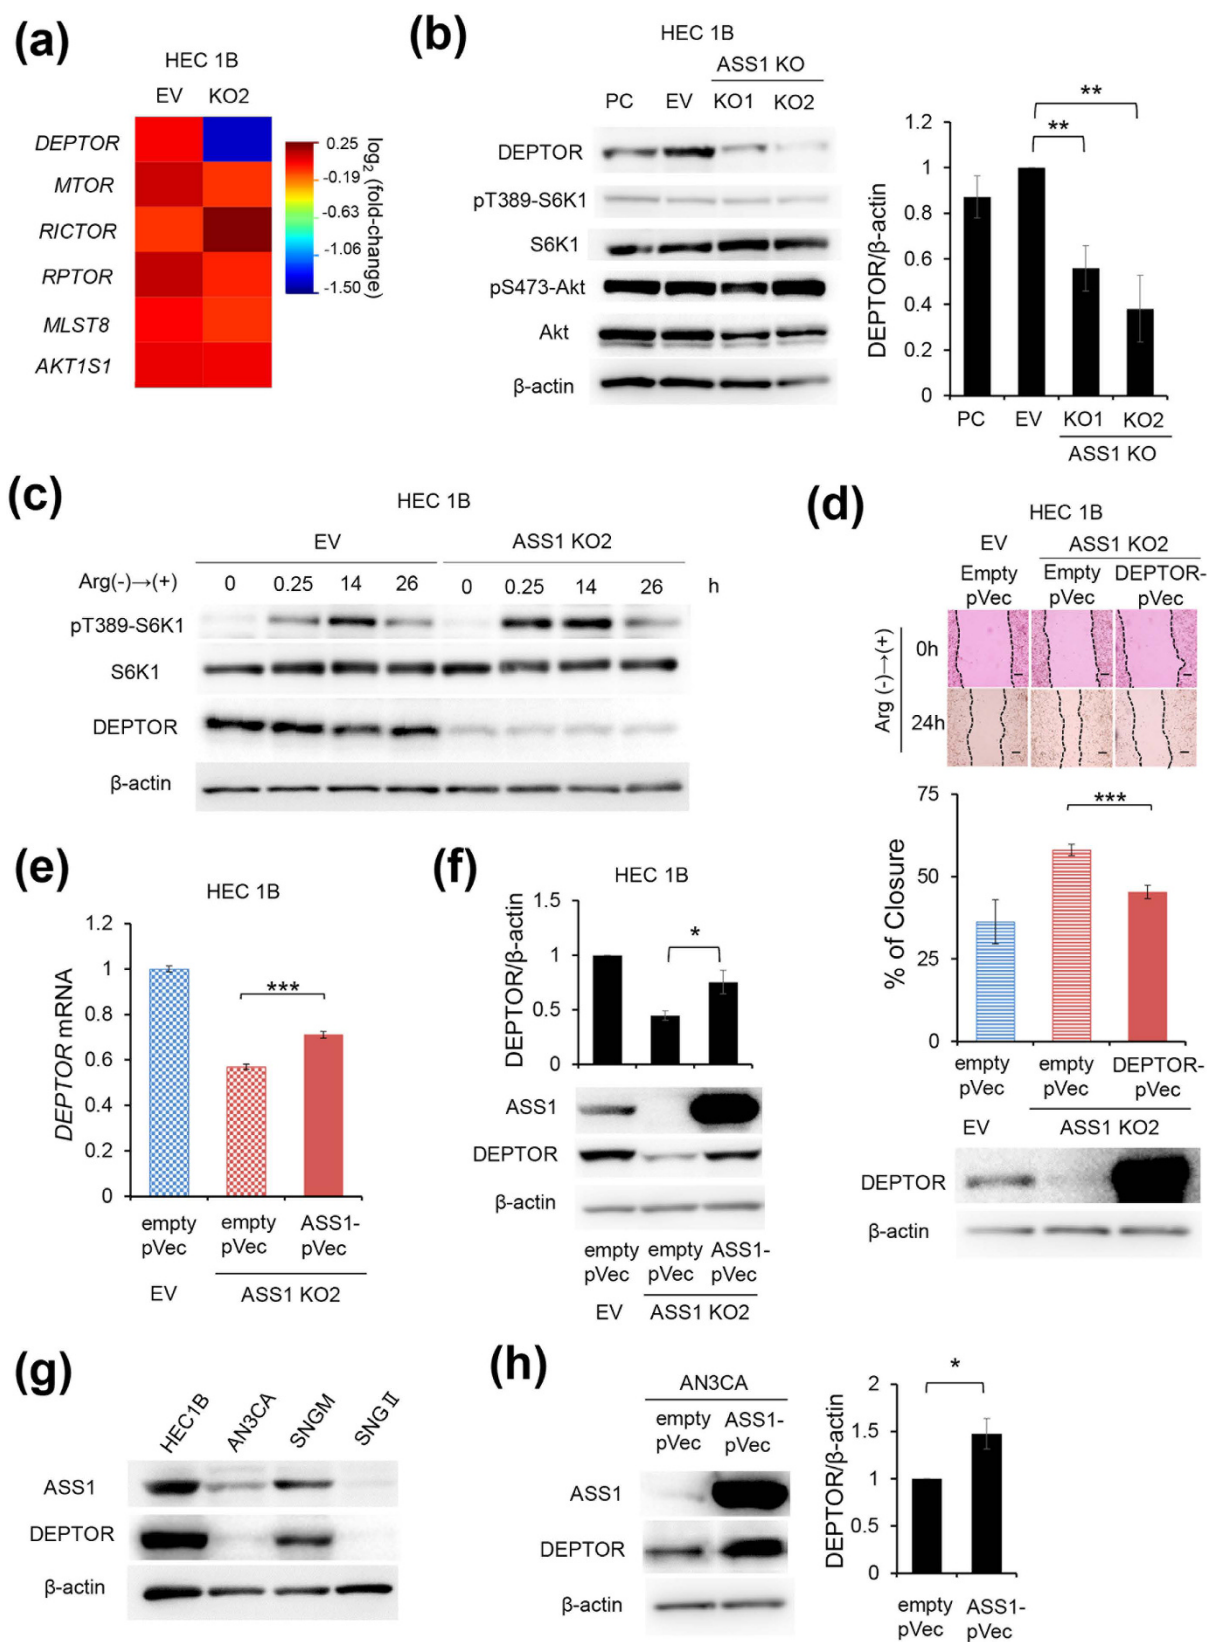 (a)
HEC 1B
EV KO2
DEPTOR
MTOR
RICTOR
RPTOR
MLST8
AKT1S1
0.25
-0.19
-0.63
-1.06
-1.50
log2 (fold-change)
(b)
HEC 1B
ASS1 KO
PC EV KO1 KO2
DEPTOR
pT389-S6K1
S6K1
pS473-Akt
Akt
β-actin
DEPTOR/β-actin
1.2
1
0.8
0.6
0.4
0.2
0
**
**
PC EV KO1 KO2
ASS1 KO
(c)
HEC 1B
EV ASS1 KO2
Arg(-)→(+) 0 0.25 14 26 0 0.25 14 26 h
pT389-S6K1
S6K1
DEPTOR
β-actin
(d)
HEC 1B
EV ASS1 KO2
Empty Empty DEPTOR-
pVec pVec pVec
Arg (-)→(+)
0h
24h
% of Closure
75
50
25
0
***
empty empty DEPTOR-
pVec pVec pVec
EV ASS1 KO2
DEPTOR
β-actin
(e)
HEC 1B
DEPTOR mRNA
1.2
1
0.8
0.6
0.4
0.2
0
***
empty empty ASS1-
pVec pVec pVec
EV ASS1 KO2
(f)
HEC 1B
DEPTOR/β-actin
1.5
1
0.5
0
*
ASS1
DEPTOR
β-actin
empty empty ASS1-
pVec pVec pVec
EV ASS1 KO2
(g)
HEC1B AN3CA SNGM SNGⅡ
ASS1
DEPTOR
β-actin
(h)
AN3CA
empty ASS1-
pVec pVec
ASS1
DEPTOR
β-actin
DEPTOR/β-actin
2
1.5
1
0.5
0
*
empty ASS1-
pVec pVec